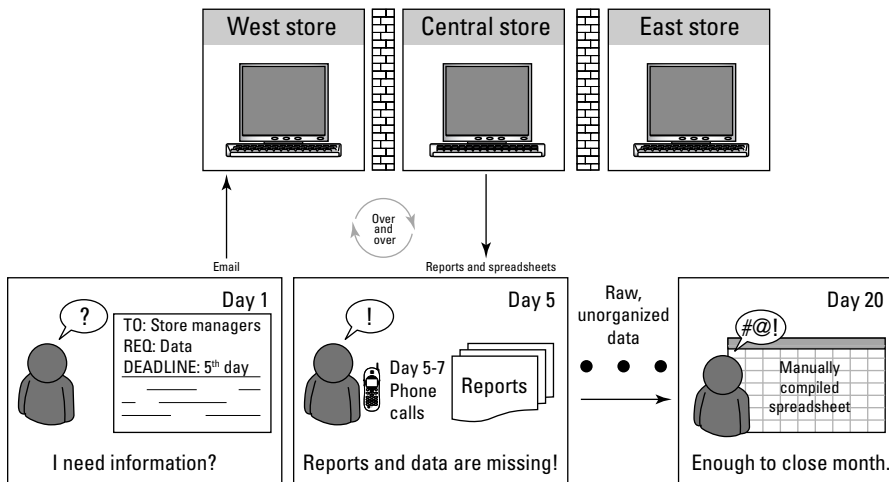 West store
Central store
East store
Over
and
over
Email
Reports and spreadsheets
Day 1
?
TO: Store managers
REQ: Data
DEADLINE: 5th day
I need information?
Day 5
!
Day 5-7
Phone
calls
Reports
Reports and data are missing!
Raw,
unorganized
data
Day 20
#@!
Manually
compiled
spreadsheet
Enough to close month.